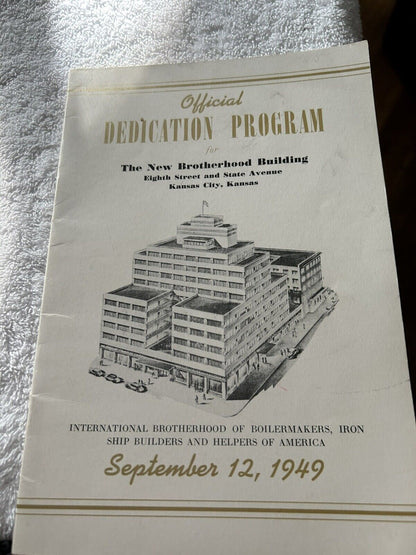 Official
DEDICATION PROGRAM
for
The New Brotherhood Building
Eighth Street and State Avenue
Kansas City, Kansas
INTERNATIONAL BROTHERHOOD OF BOILERMAKERS, IRON
SHIP BUILDERS AND HELPERS OF AMERICA
September 12, 1949